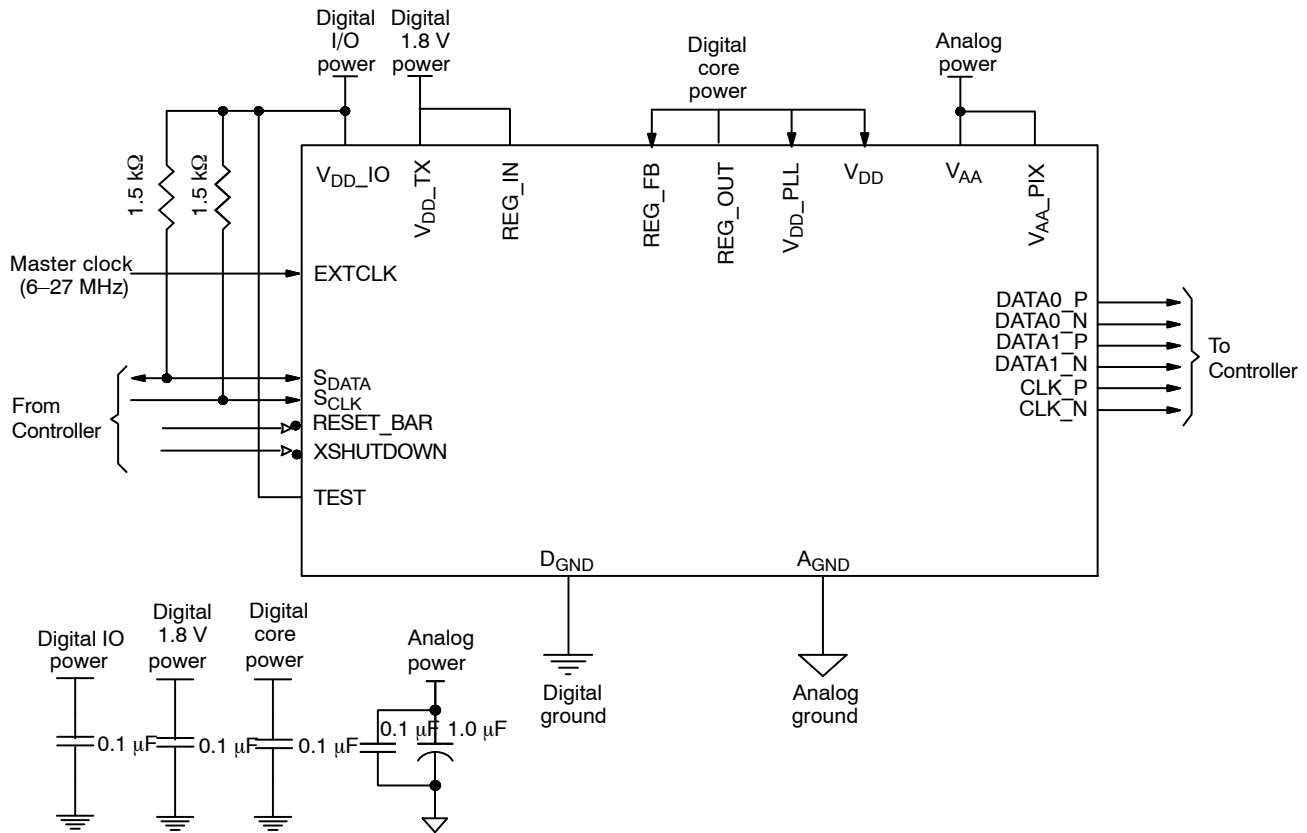 Digital
I/O
power
Digital
1.8 V
power
Digital
core
power
Analog
power
1.5 kΩ
1.5 kΩ
VDD_IO
VDD_TX
REG_IN
REG_FB
REG_OUT
VDD_PLL
VDD
VAA
VAA_PIX
Master clock
(6–27 MHz)
EXTCLK
From
Controller
SDATA
SCLK
RESET_BAR
XSHUTDOWN
TEST
DATA0_P
DATA0_N
DATA1_P
DATA1_N
CLK_P
CLK_N
To
Controller
DGND
AGND
Digital
ground
Analog
ground
Digital IO
power
Digital
1.8 V
power
Digital
core
power
Analog
power
0.1 μF
0.1 μF
0.1 μF
0.1 μF
1.0 μF